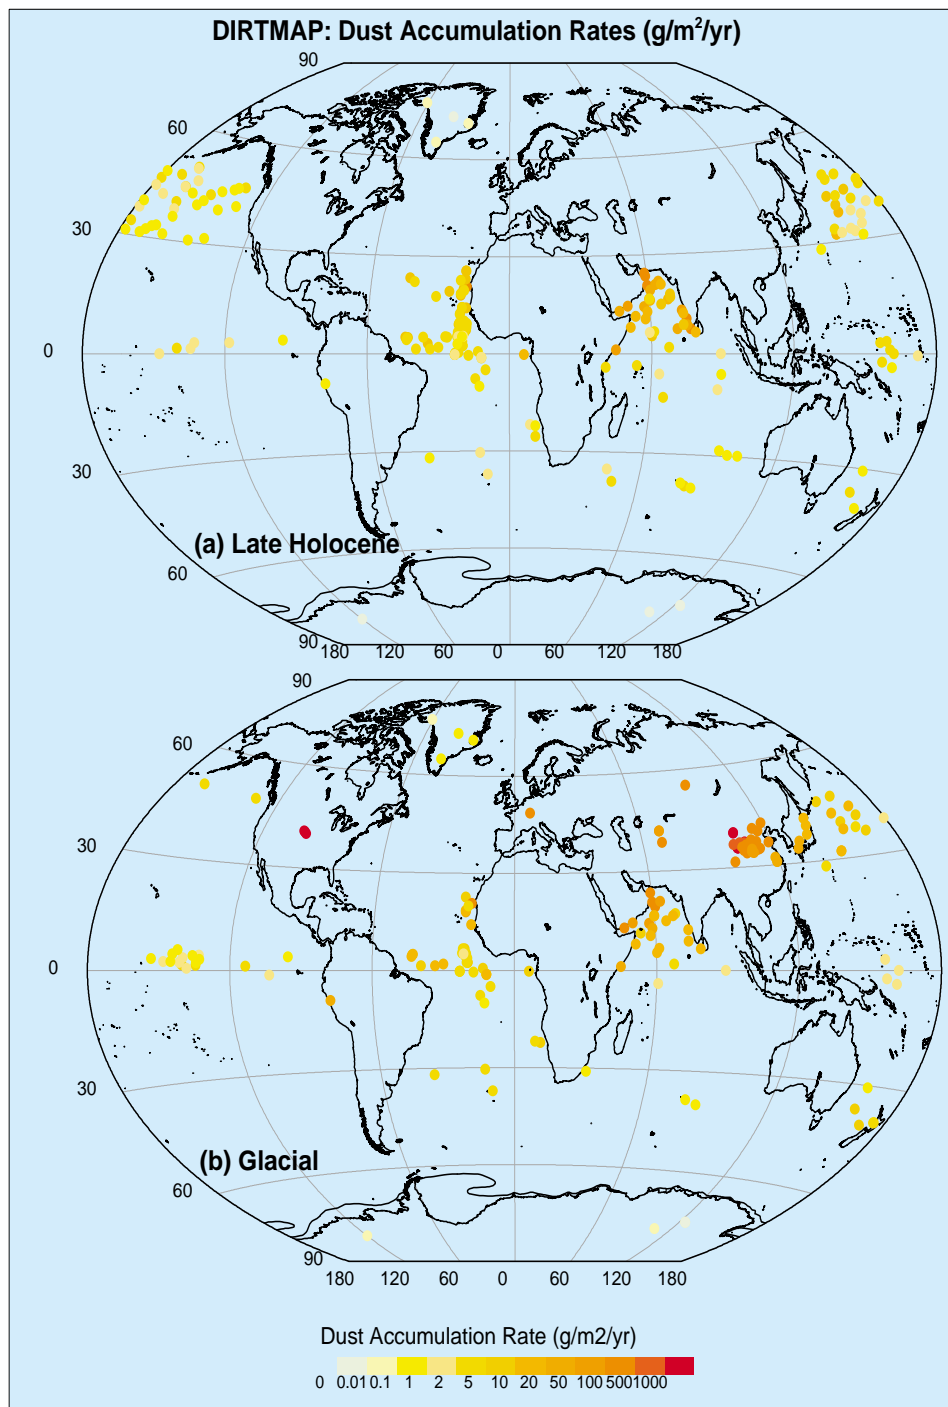 DIRTMAP: Dust Accumulation Rates (g/m²/yr)
90
60
30
0
30
(a) Late Holocene
60
90
180 120 60 0 60 120 180
90
60
30
0
30
(b) Glacial
60
90
180 120 60 0 60 120 180
Dust Accumulation Rate (g/m2/yr)
0 0.01 0.1 1 2 5 10 20 50 100 500 1000